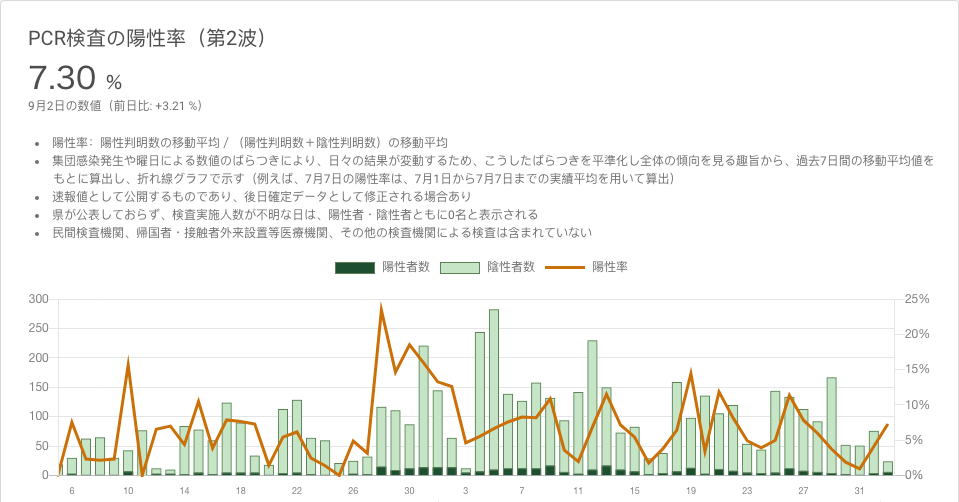 PCR検査の陽性率（第2波）
7.30 %
9月2日の数値（前日比: +3.21 %）
• 陽性率：陽性判明数の移動平均 / （陽性判明数＋陰性判明数）の移動平均
• 集団感染発生や曜日による数値のばらつきにより、日々の結果が変動するため、こうしたばらつきを平準化し全体の傾向を見る趣旨から、過去7日間の移動平均値を
もとに算出し、折れ線グラフで示す（例えば、7月7日の陽性率は、7月1日から7月7日までの実績平均を用いて算出）
• 速報値として公開するものであり、後日確定データとして修正される場合あり
• 県が公表しておらず、検査実施人数が不明な日は、陽性者・陰性者ともに0名と表示される
• 民間検査機関、帰国者・接触者外来設置等医療機関、その他の検査機関による検査は含まれていない
陽性者数 陰性者数 陽性率
300 25%
250 20%
200
150 15%
100 10%
50 5%
0 0%
6 10 14 18 22 26 30 3 7 11 15 19 23 27 31